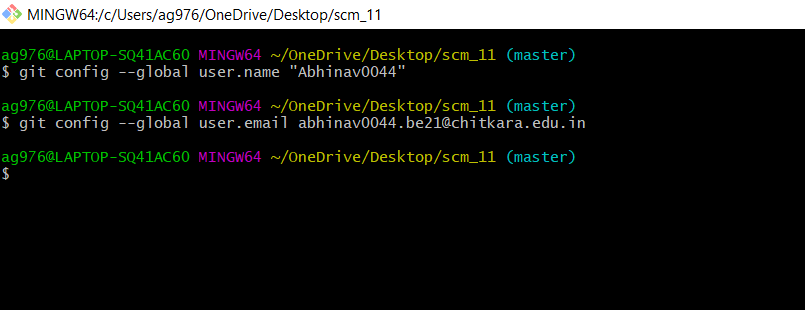 MINGW64:/c/Users/ag976/OneDrive/Desktop/scm_11
ag976@LAPTOP-SQ41AC60 MINGW64 ~/OneDrive/Desktop/scm_11 (master)
$ git config --global user.name "Abhinav0044"
ag976@LAPTOP-SQ41AC60 MINGW64 ~/OneDrive/Desktop/scm_11 (master)
$ git config --global user.email abhinav0044.be21@chitkara.edu.in
ag976@LAPTOP-SQ41AC60 MINGW64 ~/OneDrive/Desktop/scm_11 (master)
$